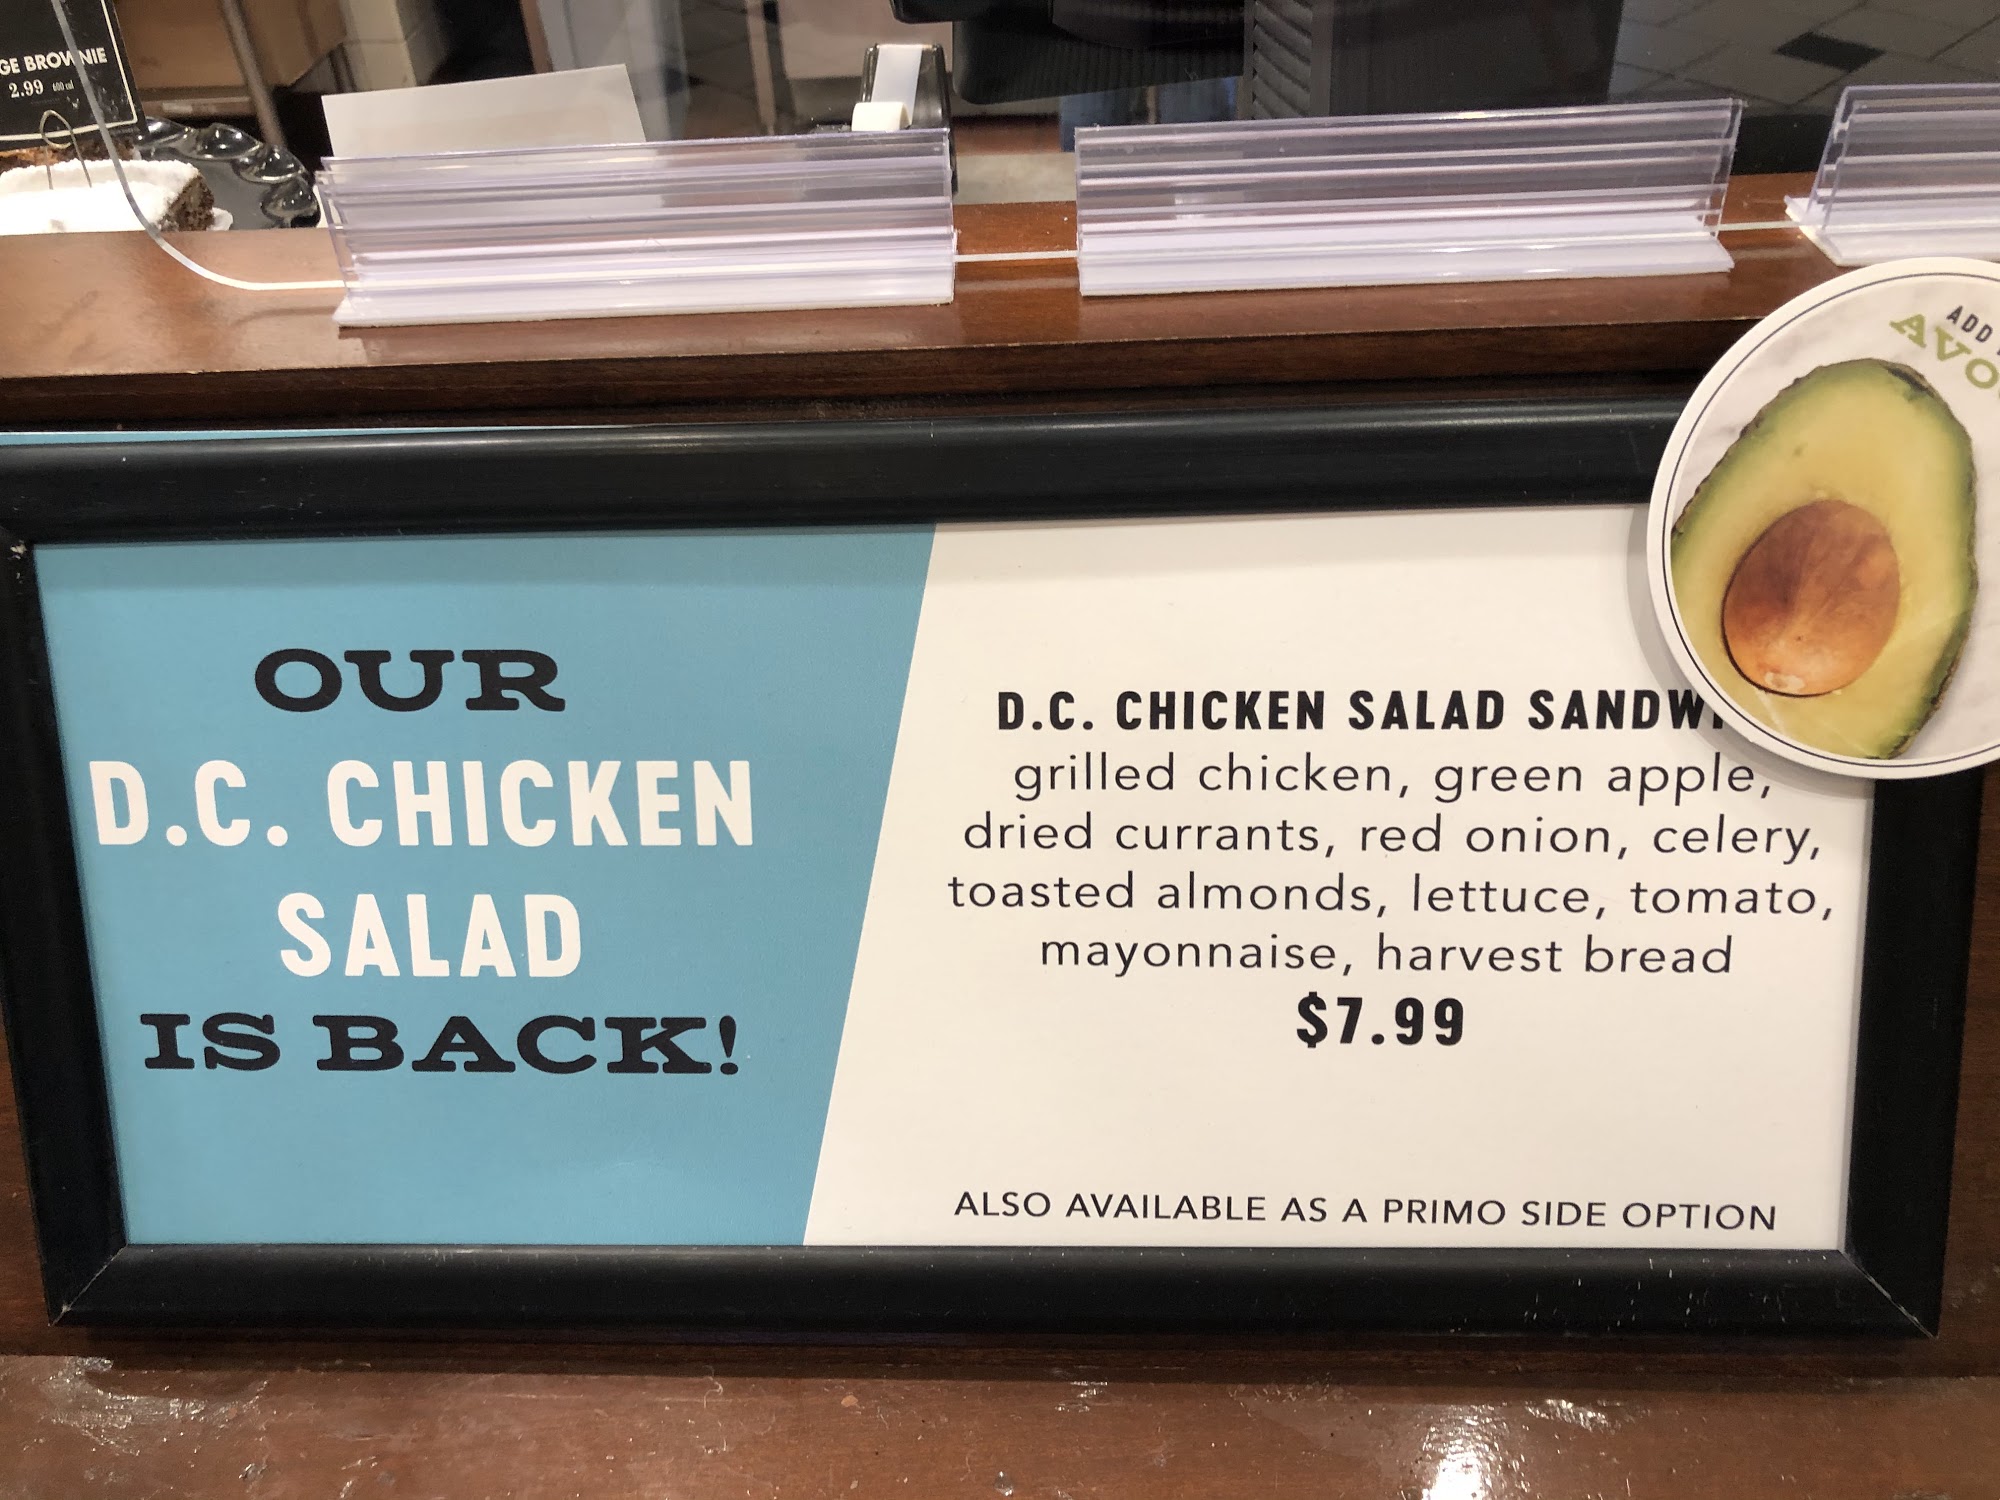 GE BROWNIE
2.99 600 cal
ADD
AVO
OUR
D.C. CHICKEN
SALAD
IS BACK!
D.C. CHICKEN SALAD SANDW
grilled chicken, green apple,
dried currants, red onion, celery,
toasted almonds, lettuce, tomato,
mayonnaise, harvest bread
$7.99
ALSO AVAILABLE AS A PRIMO SIDE OPTION